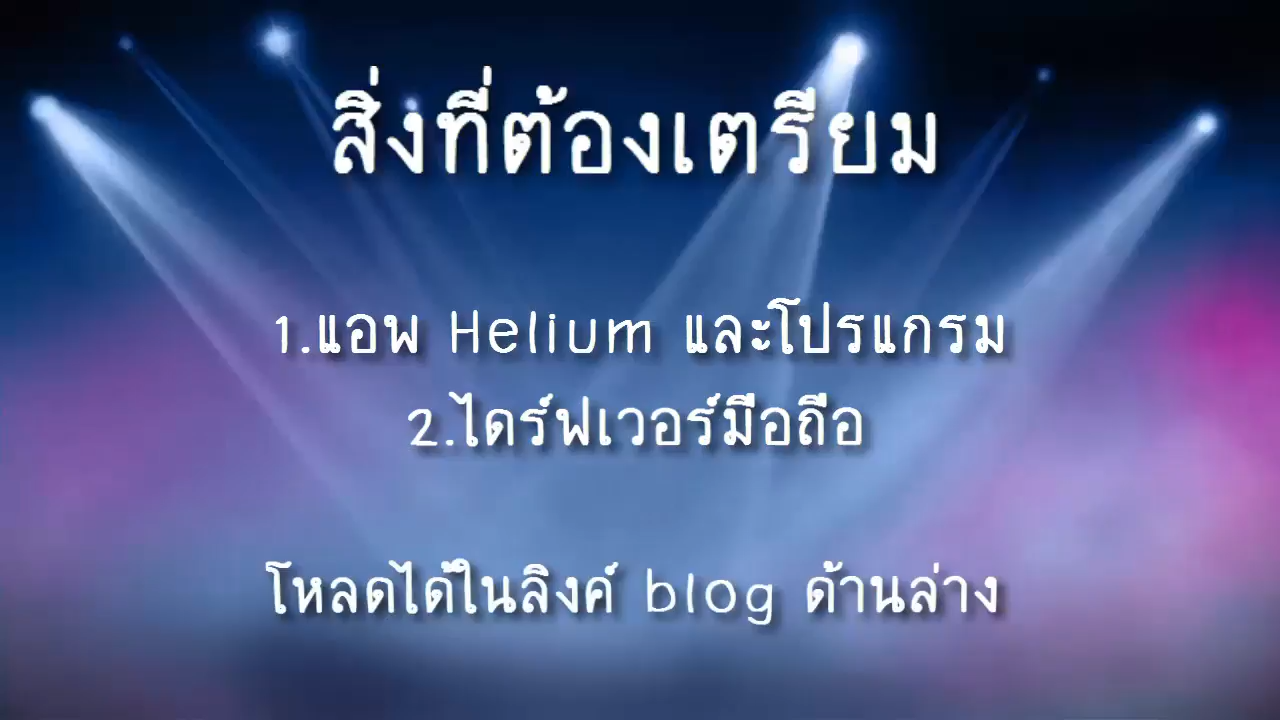 สิ่งที่ต้องเตรียม
1.แอพ Helium และโปรแกรม
2.ไดร์ฟเวอร์มือถือ
โหลดได้ในลิงค์ blog ด้านล่าง